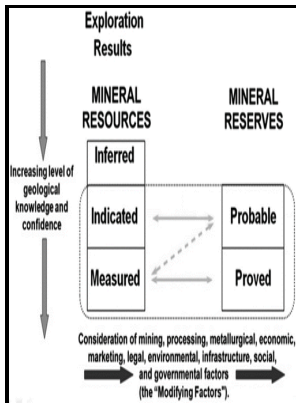 Exploration
Results
MINERAL
RESOURCES
MINERAL
RESERVES
Inferred
Increasing level of
geological
knowledge and
confidence
Indicated
Probable
Measured
Proved
Consideration of mining, processing, metallurgical, economic,
marketing, legal, environmental, infrastructure, social,
and governmental factors
(the "Modifying Factors").